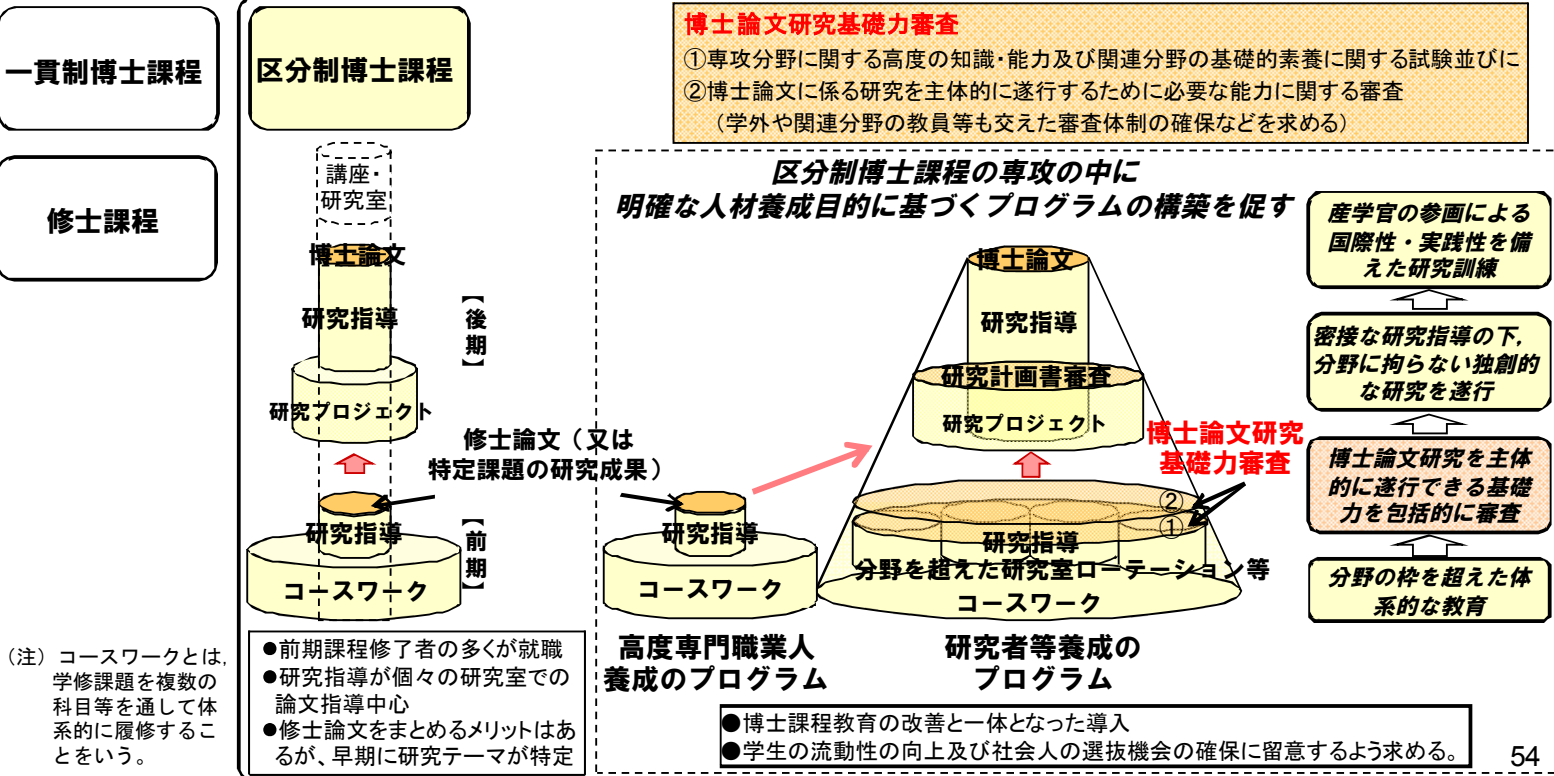 一貫制博士課程
修士課程
(注) コースワークとは,
学修課題を複数の
科目等を通して体
系的に履修するこ
とをいう。
区分制博士課程
講座・
研究室
博士論文
研究指導
【後期】
研究プロジェクト
修士論文(又は
特定課題の研究成果)
研究指導
【前期】
コースワーク
●前期課程修了者の多くが就職
●研究指導が個々の研究室での
論文指導中心
●修士論文をまとめるメリットはあ
るが、早期に研究テーマが特定
博士論文研究基礎力審査
①専攻分野に関する高度の知識・能力及び関連分野の基礎的素養に関する試験並びに
②博士論文に係る研究を主体的に遂行するために必要な能力に関する審査
(学外や関連分野の教員等も交えた審査体制の確保などを求める)
区分制博士課程の専攻の中に
明確な人材養成目的に基づくプログラムの構築を促す
研究指導
コースワーク
高度専門職業人
養成のプログラム
博士論文
研究指導
研究計画書審査
研究プロジェクト
博士論文研究
基礎力審査
②
①
研究指導
分野を超えた研究室ローテーション等
コースワーク
研究者等養成の
プログラム
産学官の参画による
国際性・実践性を備
えた研究訓練
密接な研究指導の下,
分野に拘らない独創的
な研究を遂行
博士論文研究を主体
的に遂行できる基礎
力を包括的に審査
分野の枠を超えた体
系的な教育
●博士課程教育の改善と一体となった導入
●学生の流動性の向上及び社会人の選抜機会の確保に留意するよう求める。
54